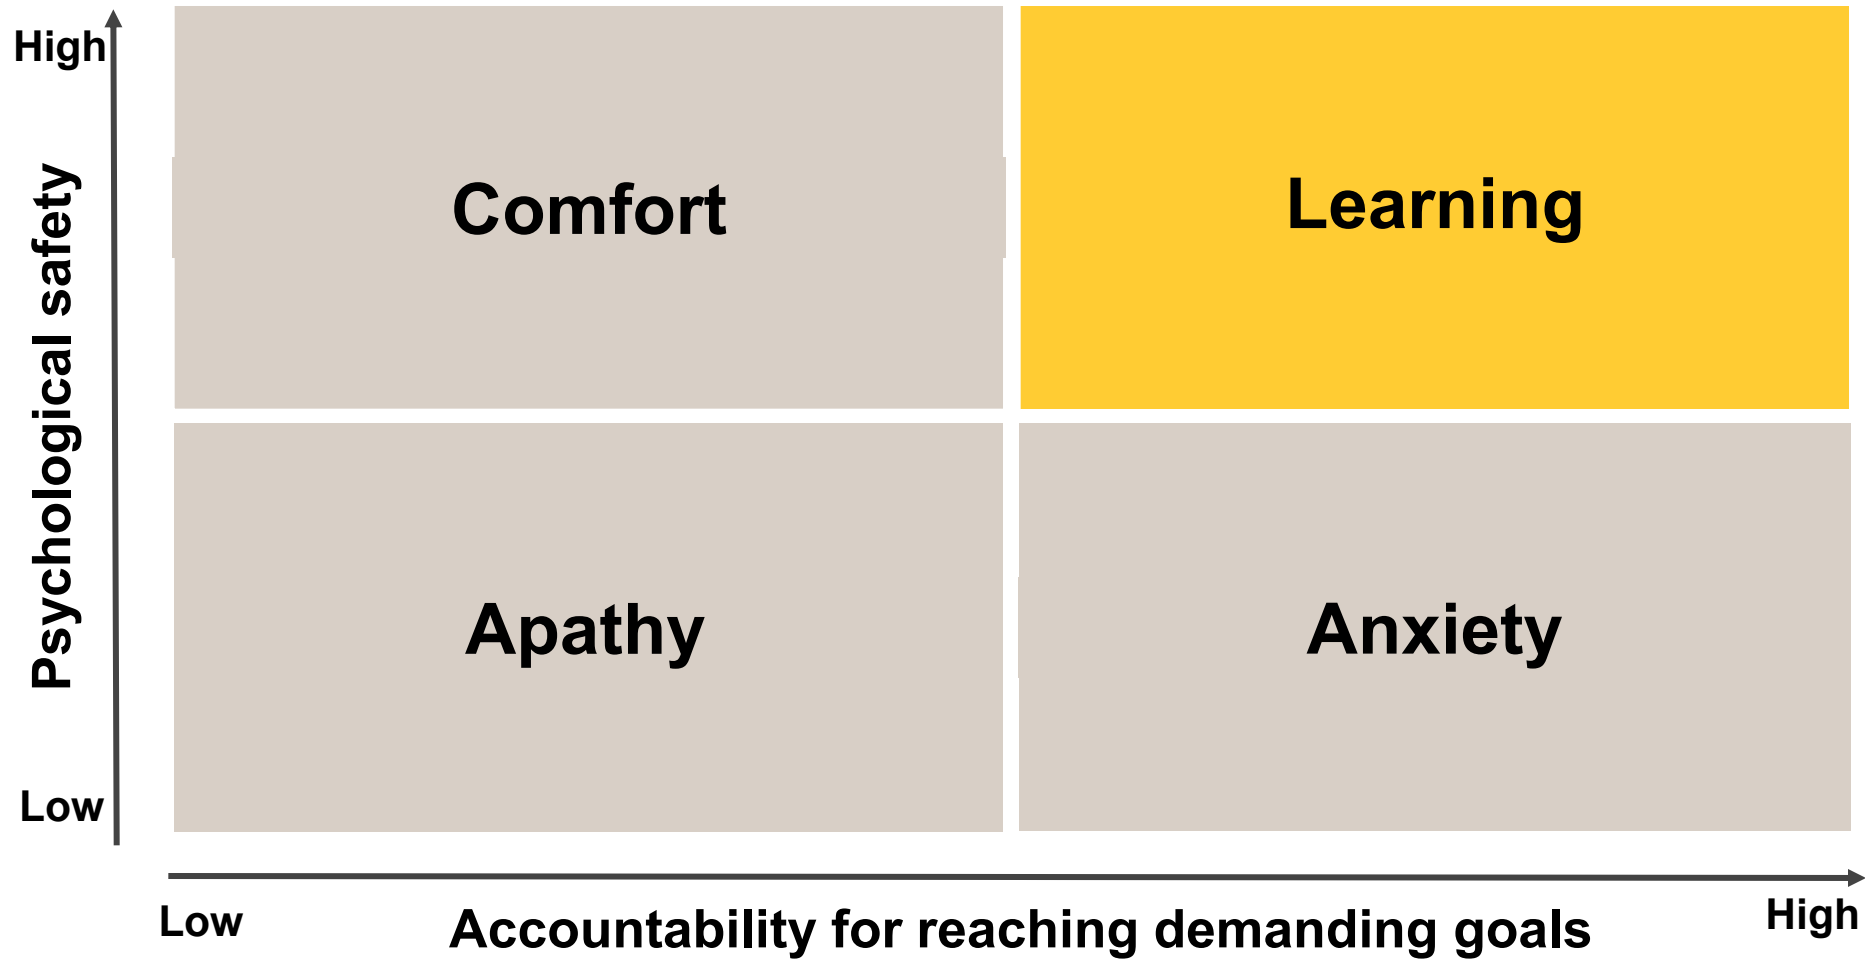 High
Comfort
Learning
Psychological safety
Apathy
Anxiety
Low
Low
Accountability for reaching demanding goals
High